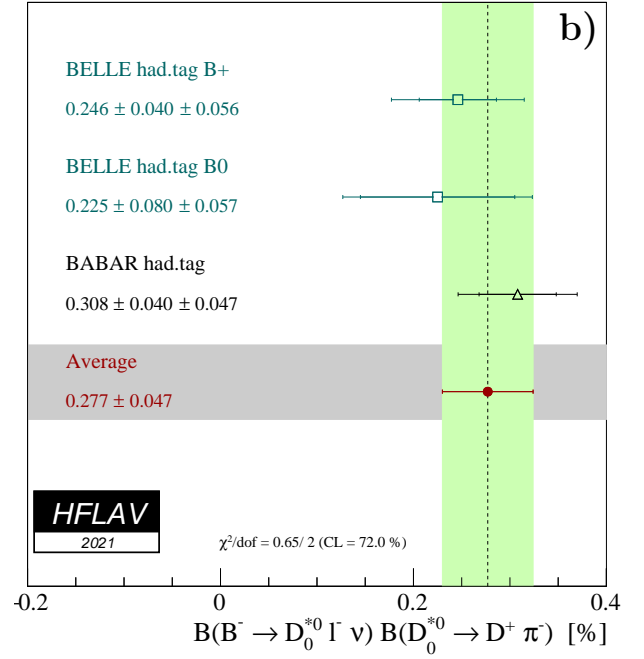 b)
BELLE had.tag B+
0.246 ± 0.040 ± 0.056
BELLE had.tag B0
0.225 ± 0.080 ± 0.057
BABAR had.tag
0.308 ± 0.040 ± 0.047
Average
0.277 ± 0.047
HFLAV
2021
χ²/dof = 0.65/ 2 (CL = 72.0 %)
-0.2 0 0.2 0.4
B(B⁻ → D₀*⁰ l⁻ ν) B(D₀*⁰ → D⁺ π⁻) [%]